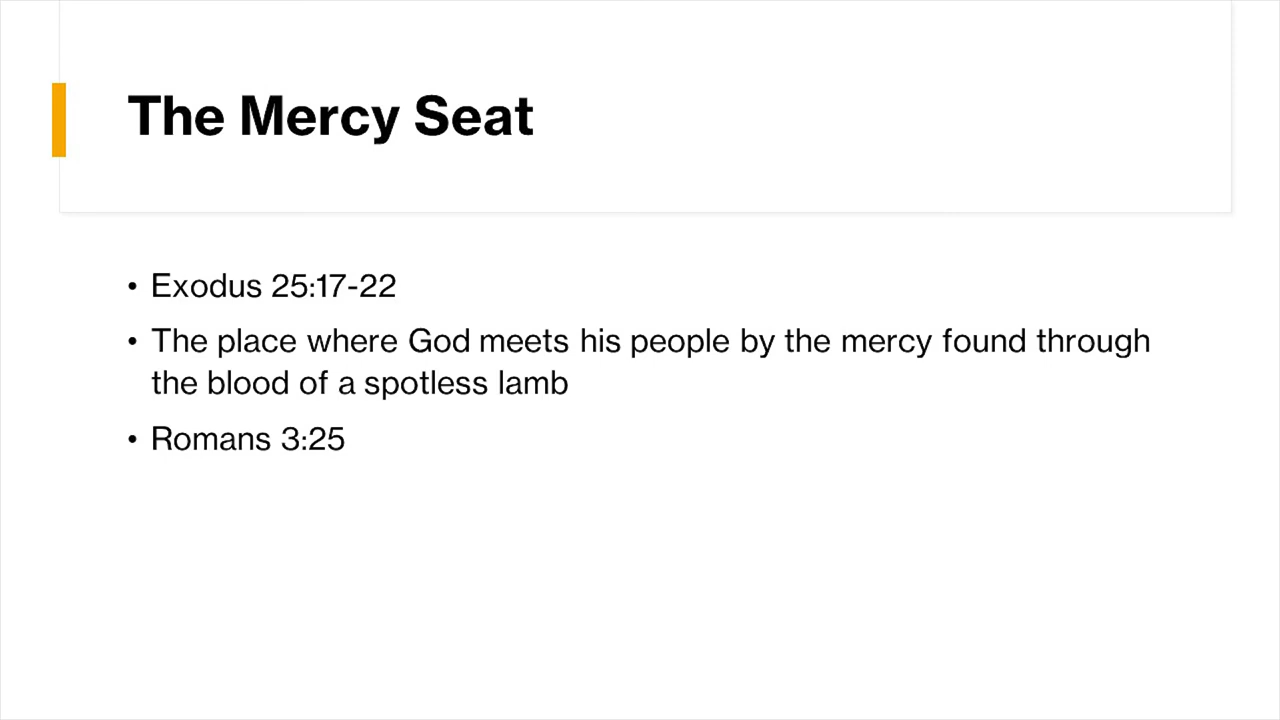 The Mercy Seat
• Exodus 25:17-22
• The place where God meets his people by the mercy found through
the blood of a spotless lamb
• Romans 3:25